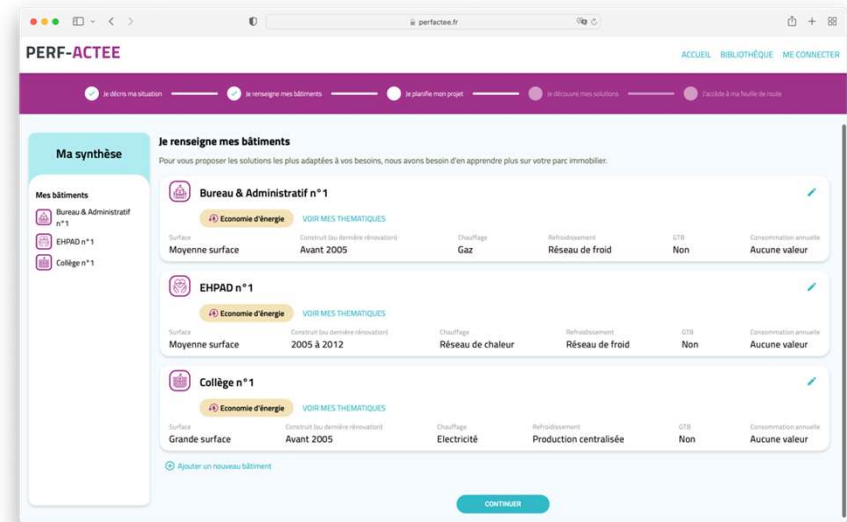 perfactee.fr
PERF-ACTEE
ACCUEIL BIBLIOTHÈQUE ME CONNECTER
Je décris ma situation Je renseigne mes bâtiments Je planifie mon projet Je découvre mes solutions J'accède à ma feuille de route
Ma synthèse
Mes bâtiments
Bureau & Administratif
n°1
EHPAD n°1
Collège n°1
Je renseigne mes bâtiments
Pour vous proposer les solutions les plus adaptées à vos besoins, nous avons besoin d'en apprendre plus sur votre parc immobilier.
Bureau & Administratif n°1
Economie d'énergie VOIR MES THEMATIQUES
Surface Construit (ou dernière rénovation) Chauffage Refroidissement GTB Consommation annuelle
Moyenne surface Avant 2005 Gaz Réseau de froid Non Aucune valeur
EHPAD n°1
Economie d'énergie VOIR MES THEMATIQUES
Surface Construit (ou dernière rénovation) Chauffage Refroidissement GTB Consommation annuelle
Moyenne surface 2005 à 2012 Réseau de chaleur Réseau de froid Non Aucune valeur
Collège n°1
Economie d'énergie VOIR MES THEMATIQUES
Surface Construit (ou dernière rénovation) Chauffage Refroidissement GTB Consommation annuelle
Grande surface Avant 2005 Electricité Production centralisée Non Aucune valeur
Ajouter un nouveau bâtiment
CONTINUER